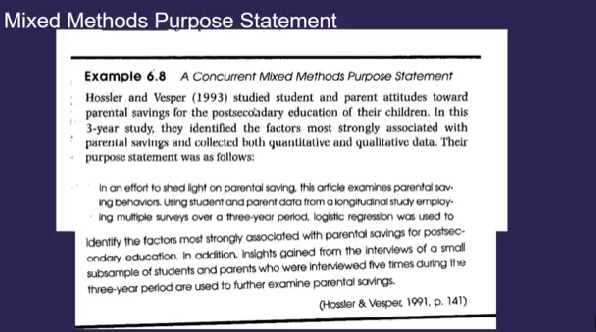 Mixed Methods Purpose Statement
Example 6.8 A Concurrent Mixed Methods Purpose Statement
Hossler and Vesper (1993) studied student and parent attitudes toward
parental savings for the postsecondary education of their children. In this
3-year study, they identified the factors most strongly associated with
parental savings and collected both quantitative and qualitative data. Their
purpose statement was as follows:
In an effort to shed light on parental saving, this article examines parental sav-
ing behaviors. Using student and parent data from a longitudinal study employ-
ing multiple surveys over a three-year period, logistic regression was used to
identify the factors most strongly associated with parental savings for postsec-
ondary education. In addition, insights gained from the interviews of a small
subsample of students and parents who were interviewed five times during the
three-year period are used to further examine parental savings.
(Hossler & Vesper, 1991, p. 141)